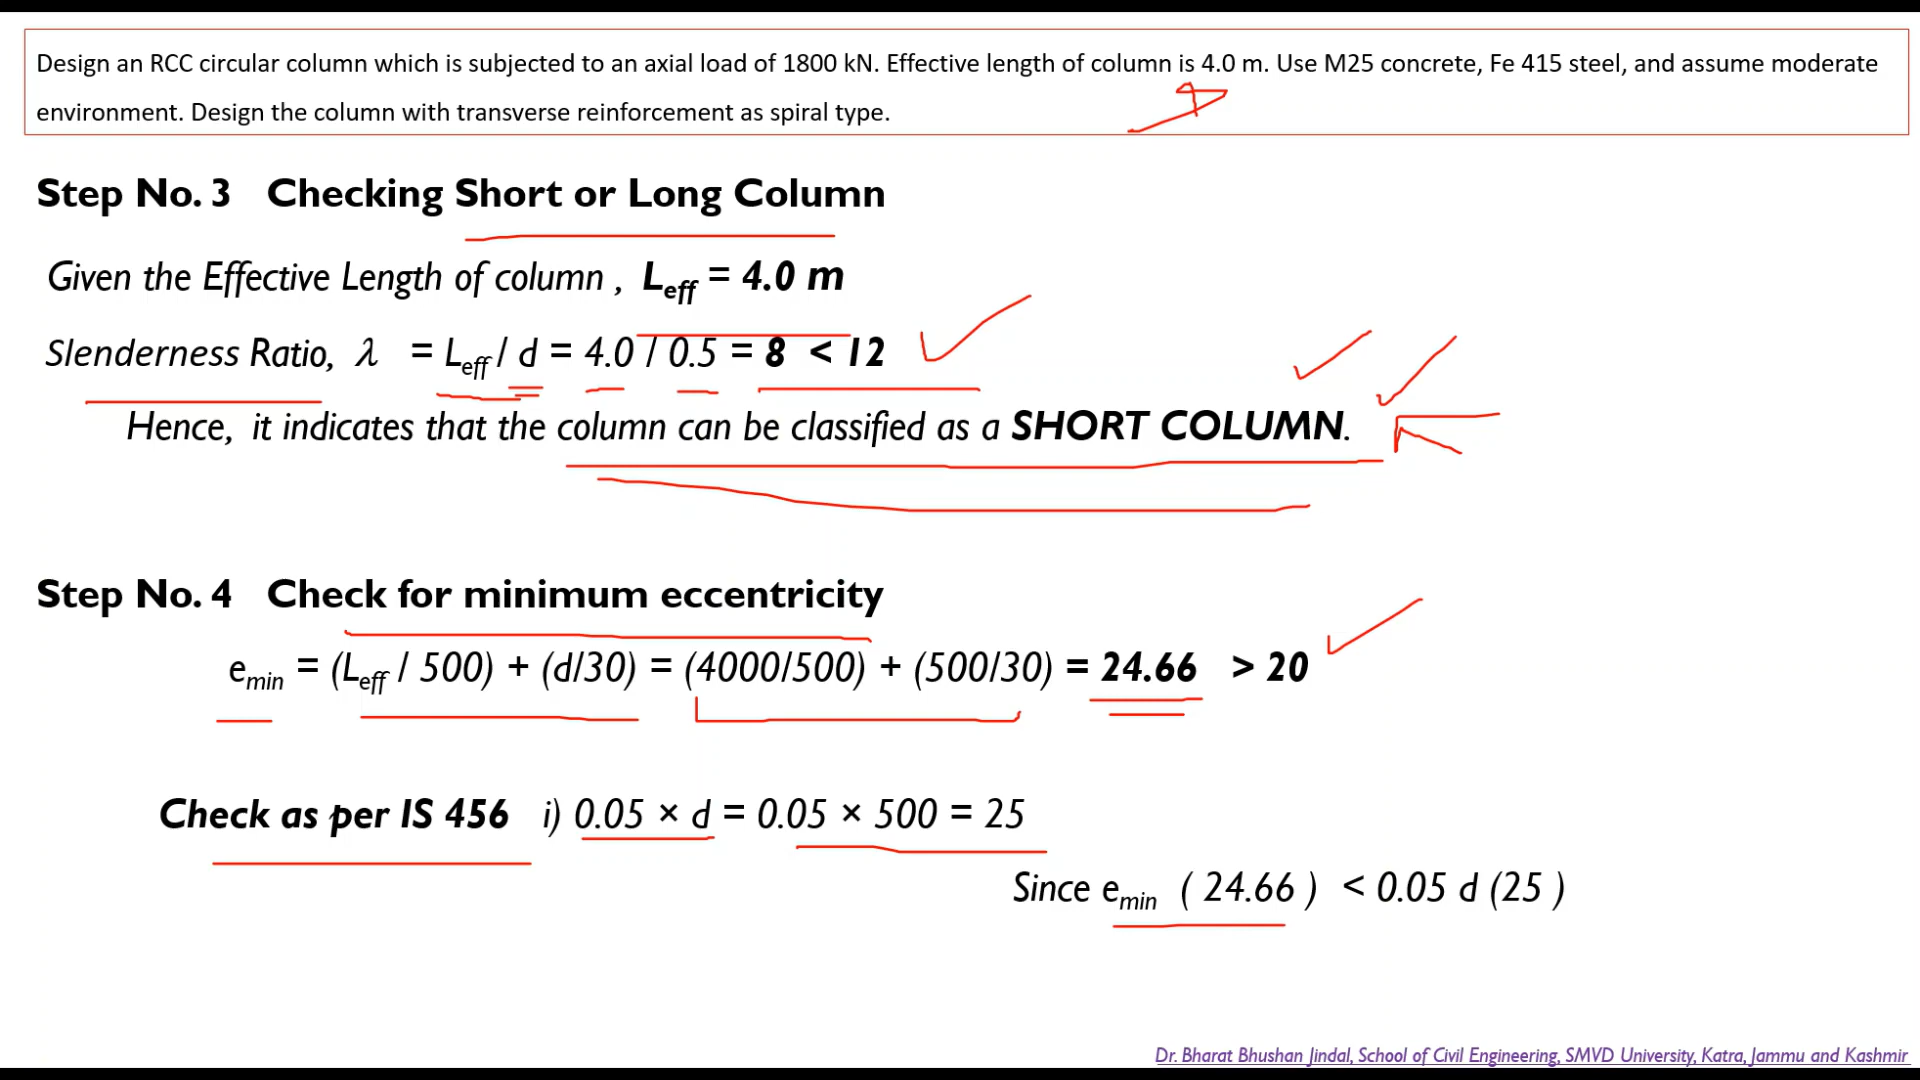 Design an RCC circular column which is subjected to an axial load of 1800 kN. Effective length of column is 4.0 m. Use M25 concrete, Fe 415 steel, and assume moderate
environment. Design the column with transverse reinforcement as spiral type.
Step No. 3 Checking Short or Long Column
Given the Effective Length of column , Leff = 4.0 m
Slenderness Ratio, λ = Leff / d = 4.0 / 0.5 = 8 < 12
Hence, it indicates that the column can be classified as a SHORT COLUMN.
Step No. 4 Check for minimum eccentricity
emin = (Leff / 500) + (d/30) = (4000/500) + (500/30) = 24.66 > 20
Check as per IS 456 i) 0.05 × d = 0.05 × 500 = 25
Since emin ( 24.66 ) < 0.05 d (25 )
Dr. Bharat Bhushan Jindal, School of Civil Engineering, SMVD University, Katra, Jammu and Kashmir